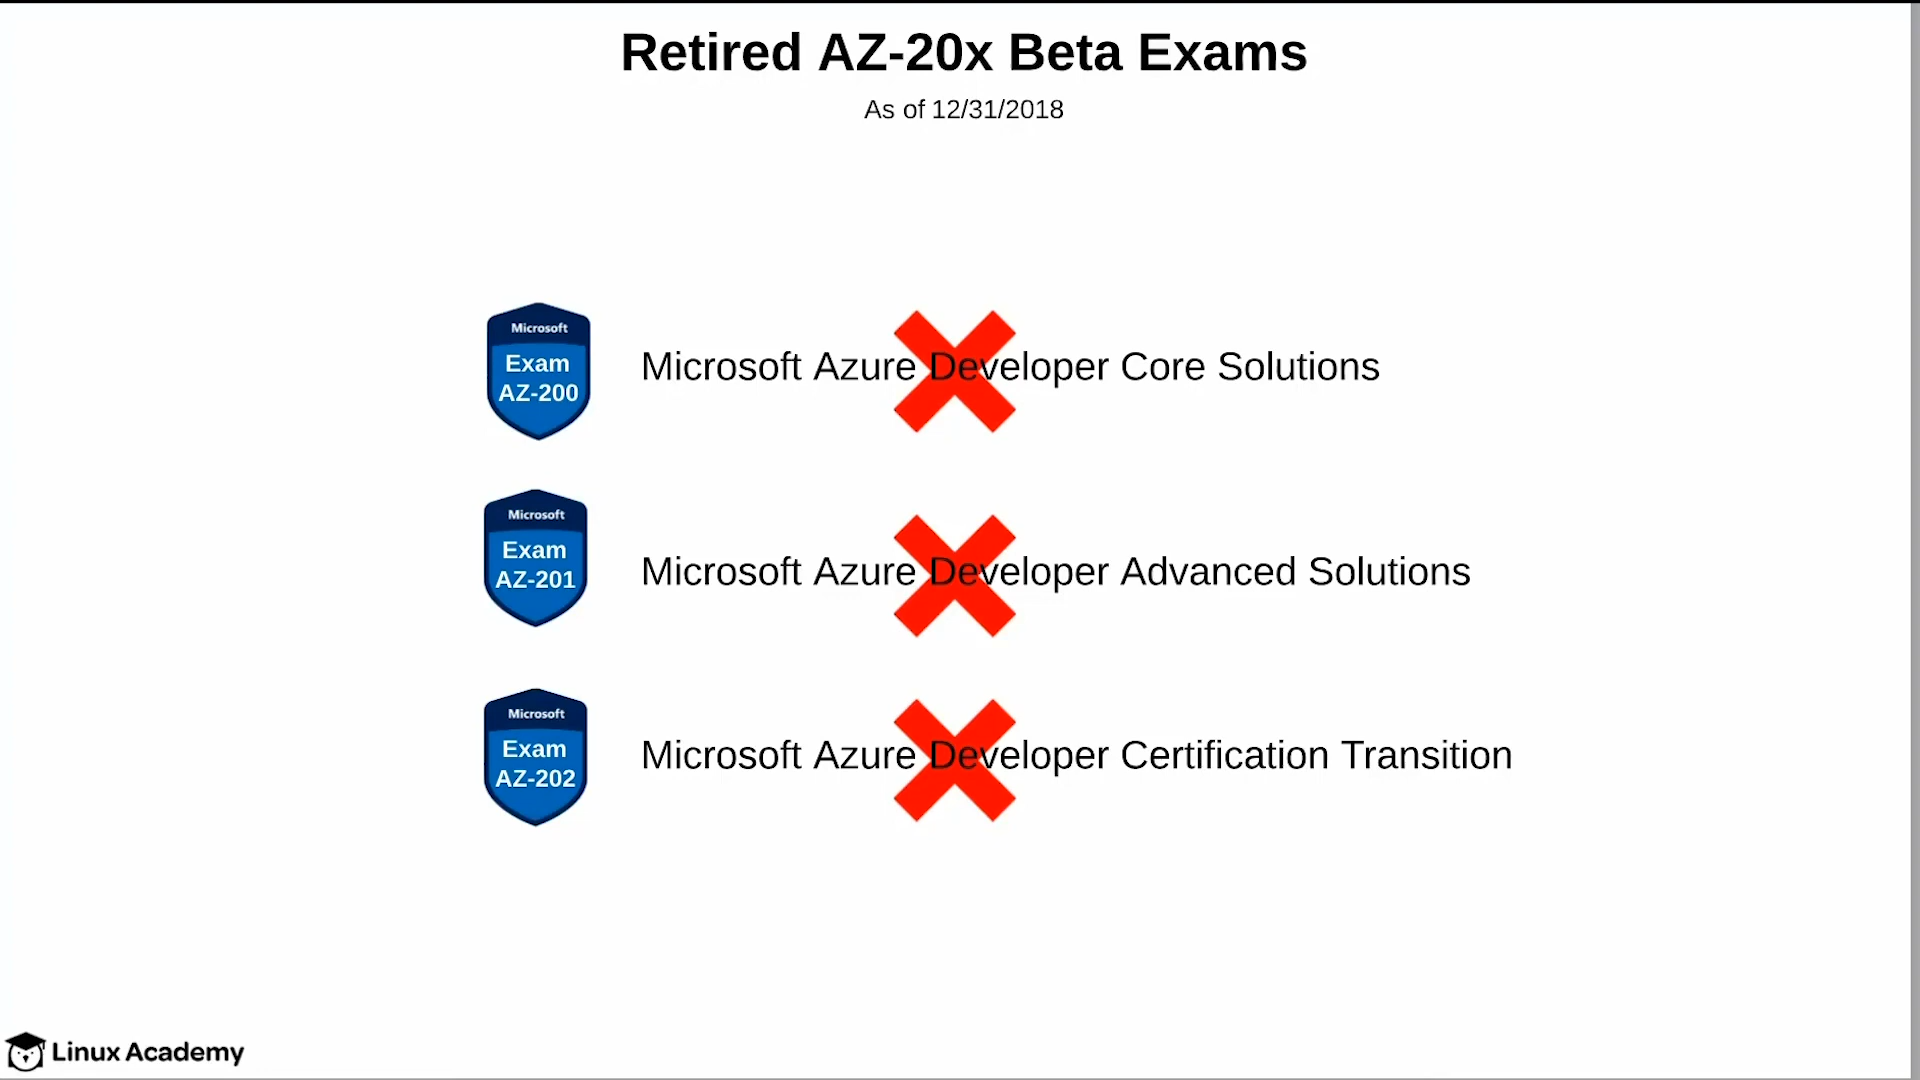 Retired AZ-20x Beta Exams
As of 12/31/2018
Microsoft
Exam
AZ-200
Microsoft Azure Developer Core Solutions
Microsoft
Exam
AZ-201
Microsoft Azure Developer Advanced Solutions
Microsoft
Exam
AZ-202
Microsoft Azure Developer Certification Transition
Linux Academy